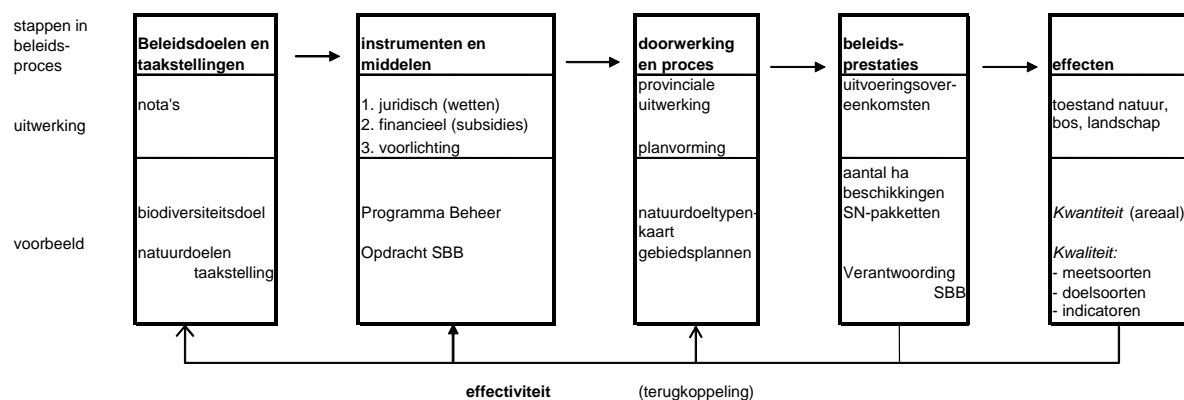 stappen in
beleids-
proces
Beleidsdoelen en
taakstellingen
instrumenten en
middelen
doorwerking
en proces
beleids-
prestaties
effecten
uitwerking
nota's
1. juridisch (wetten)
2. financieel (subsidies)
3. voorlichting
provinciale
uitwerking
planvorming
uitvoeringsover-
eenkomsten
toestand natuur,
bos, landschap
voorbeeld
biodiversiteitsdoel
natuurdoelen
taakstelling
Programma Beheer
Opdracht SBB
natuurdoeltypen-
kaart
gebiedsplannen
aantal ha
beschikkingen
SN-pakketten
Verantwoording
SBB
Kwantiteit (areaal)
Kwaliteit:
- meetsoorten
- doelsoorten
- indicatoren
effectiviteit (terugkoppeling)